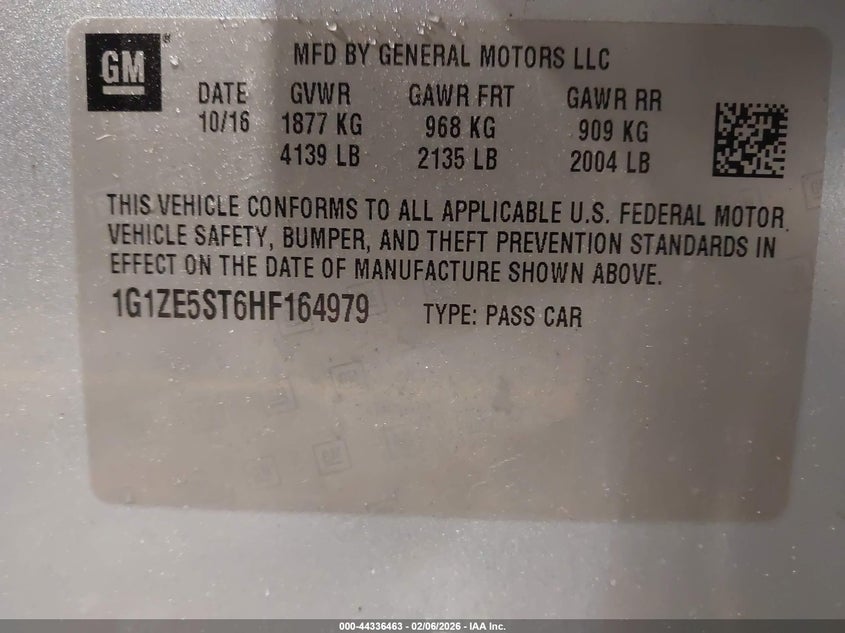 GM
MFD BY GENERAL MOTORS LLC
DATE GVWR GAWR FRT GAWR RR
10/16 1877 KG 968 KG 909 KG
4139 LB 2135 LB 2004 LB
THIS VEHICLE CONFORMS TO ALL APPLICABLE U.S. FEDERAL MOTOR
VEHICLE SAFETY, BUMPER, AND THEFT PREVENTION STANDARDS IN
EFFECT ON THE DATE OF MANUFACTURE SHOWN ABOVE.
1G1ZE5ST6HF164979 TYPE: PASS CAR
000-44336463 - 02/06/2026 - IAA Inc.